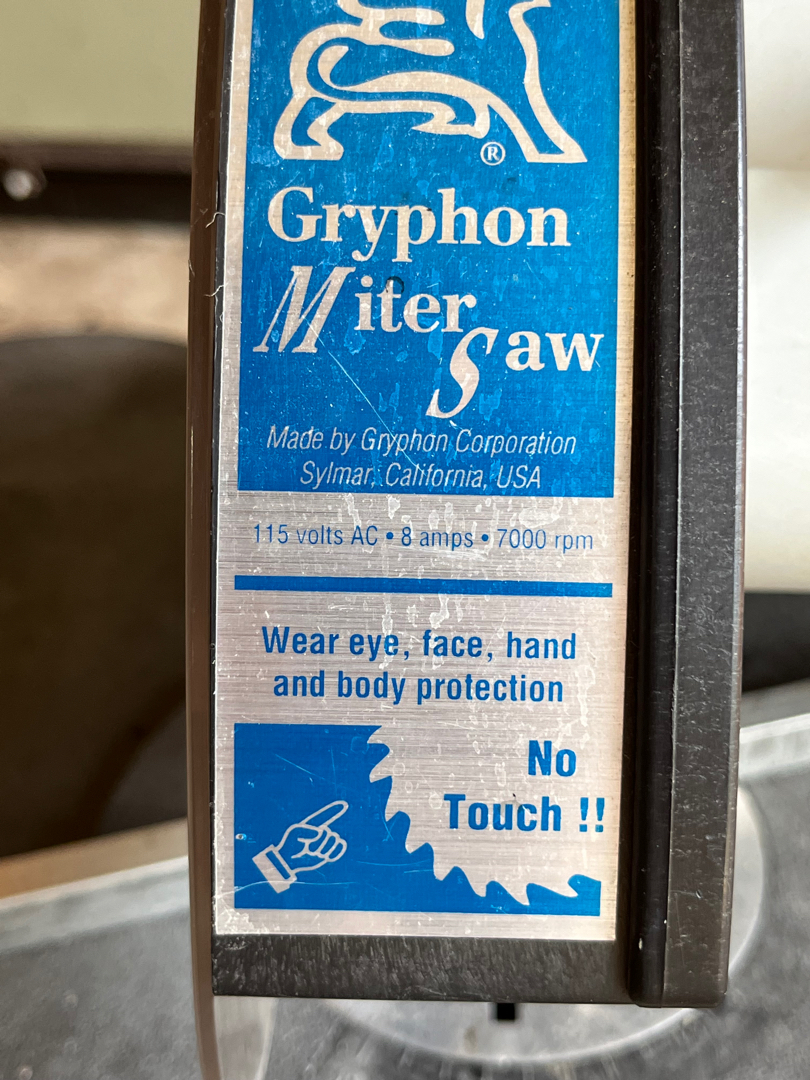 ®
Gryphon
Miter
Saw
Made by Gryphon Corporation
Sylmar, California, USA
115 volts AC • 8 amps • 7000 rpm
Wear eye, face, hand
and body protection
No
Touch !!